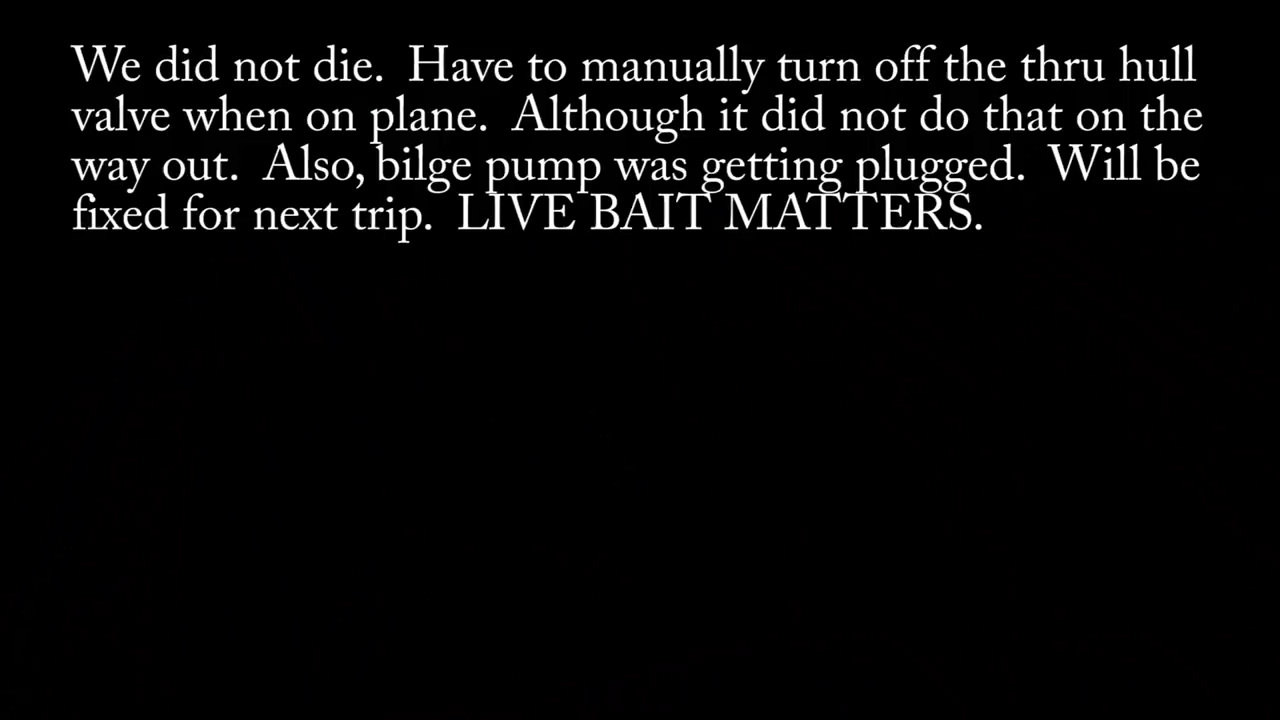 We did not die.  Have to manually turn off the thru hull
valve when on plane.  Although it did not do that on the
way out.  Also, bilge pump was getting plugged.  Will be
fixed for next trip.  LIVE BAIT MATTERS.